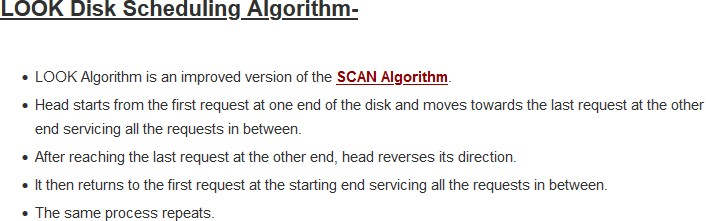 LOOK Disk Scheduling Algorithm-
• LOOK Algorithm is an improved version of the SCAN Algorithm.
• Head starts from the first request at one end of the disk and moves towards the last request at the other
end servicing all the requests in between.
• After reaching the last request at the other end, head reverses its direction.
• It then returns to the first request at the starting end servicing all the requests in between.
• The same process repeats.